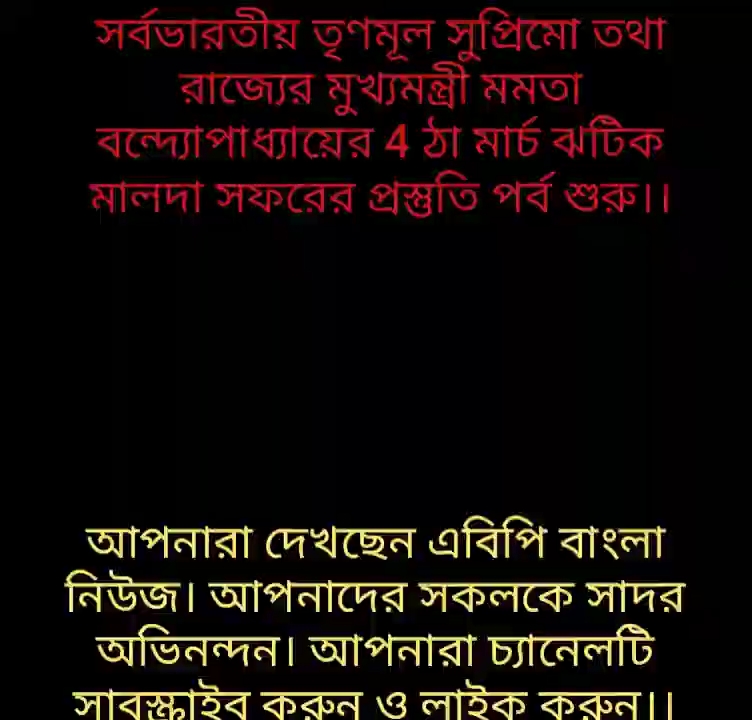 সর্বভারতীয় তৃণমূল সুপ্রিমো তথা
রাজ্যের মুখ্যমন্ত্রী মমতা
বন্দ্যোপাধ্যায়ের 4 ঠা মার্চ ঝটিক
মালদা সফরের প্রস্তুতি পর্ব শুরু।।
আপনারা দেখছেন এবিপি বাংলা
নিউজ। আপনাদের সকলকে সাদর
অভিনন্দন। আপনারা চ্যানেলটি
সাবস্ক্রাইব করুন ও লাইক করুন।।